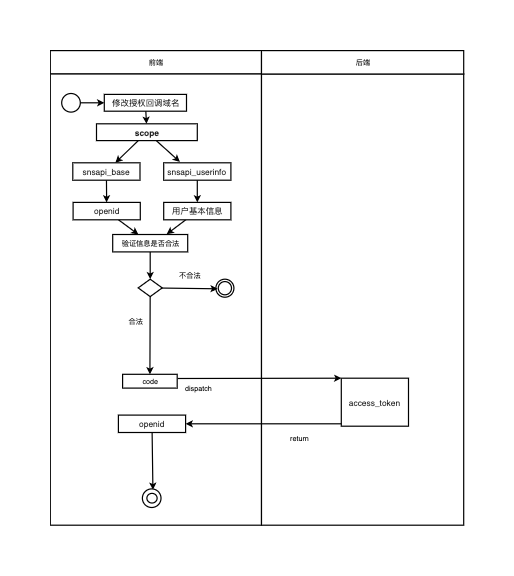 前端
后端
修改授权回调域名
scope
snsapi_base
snsapi_userinfo
openid
用户基本信息
验证信息是否合法
不合法
合法
code
dispatch
access_token
openid
return